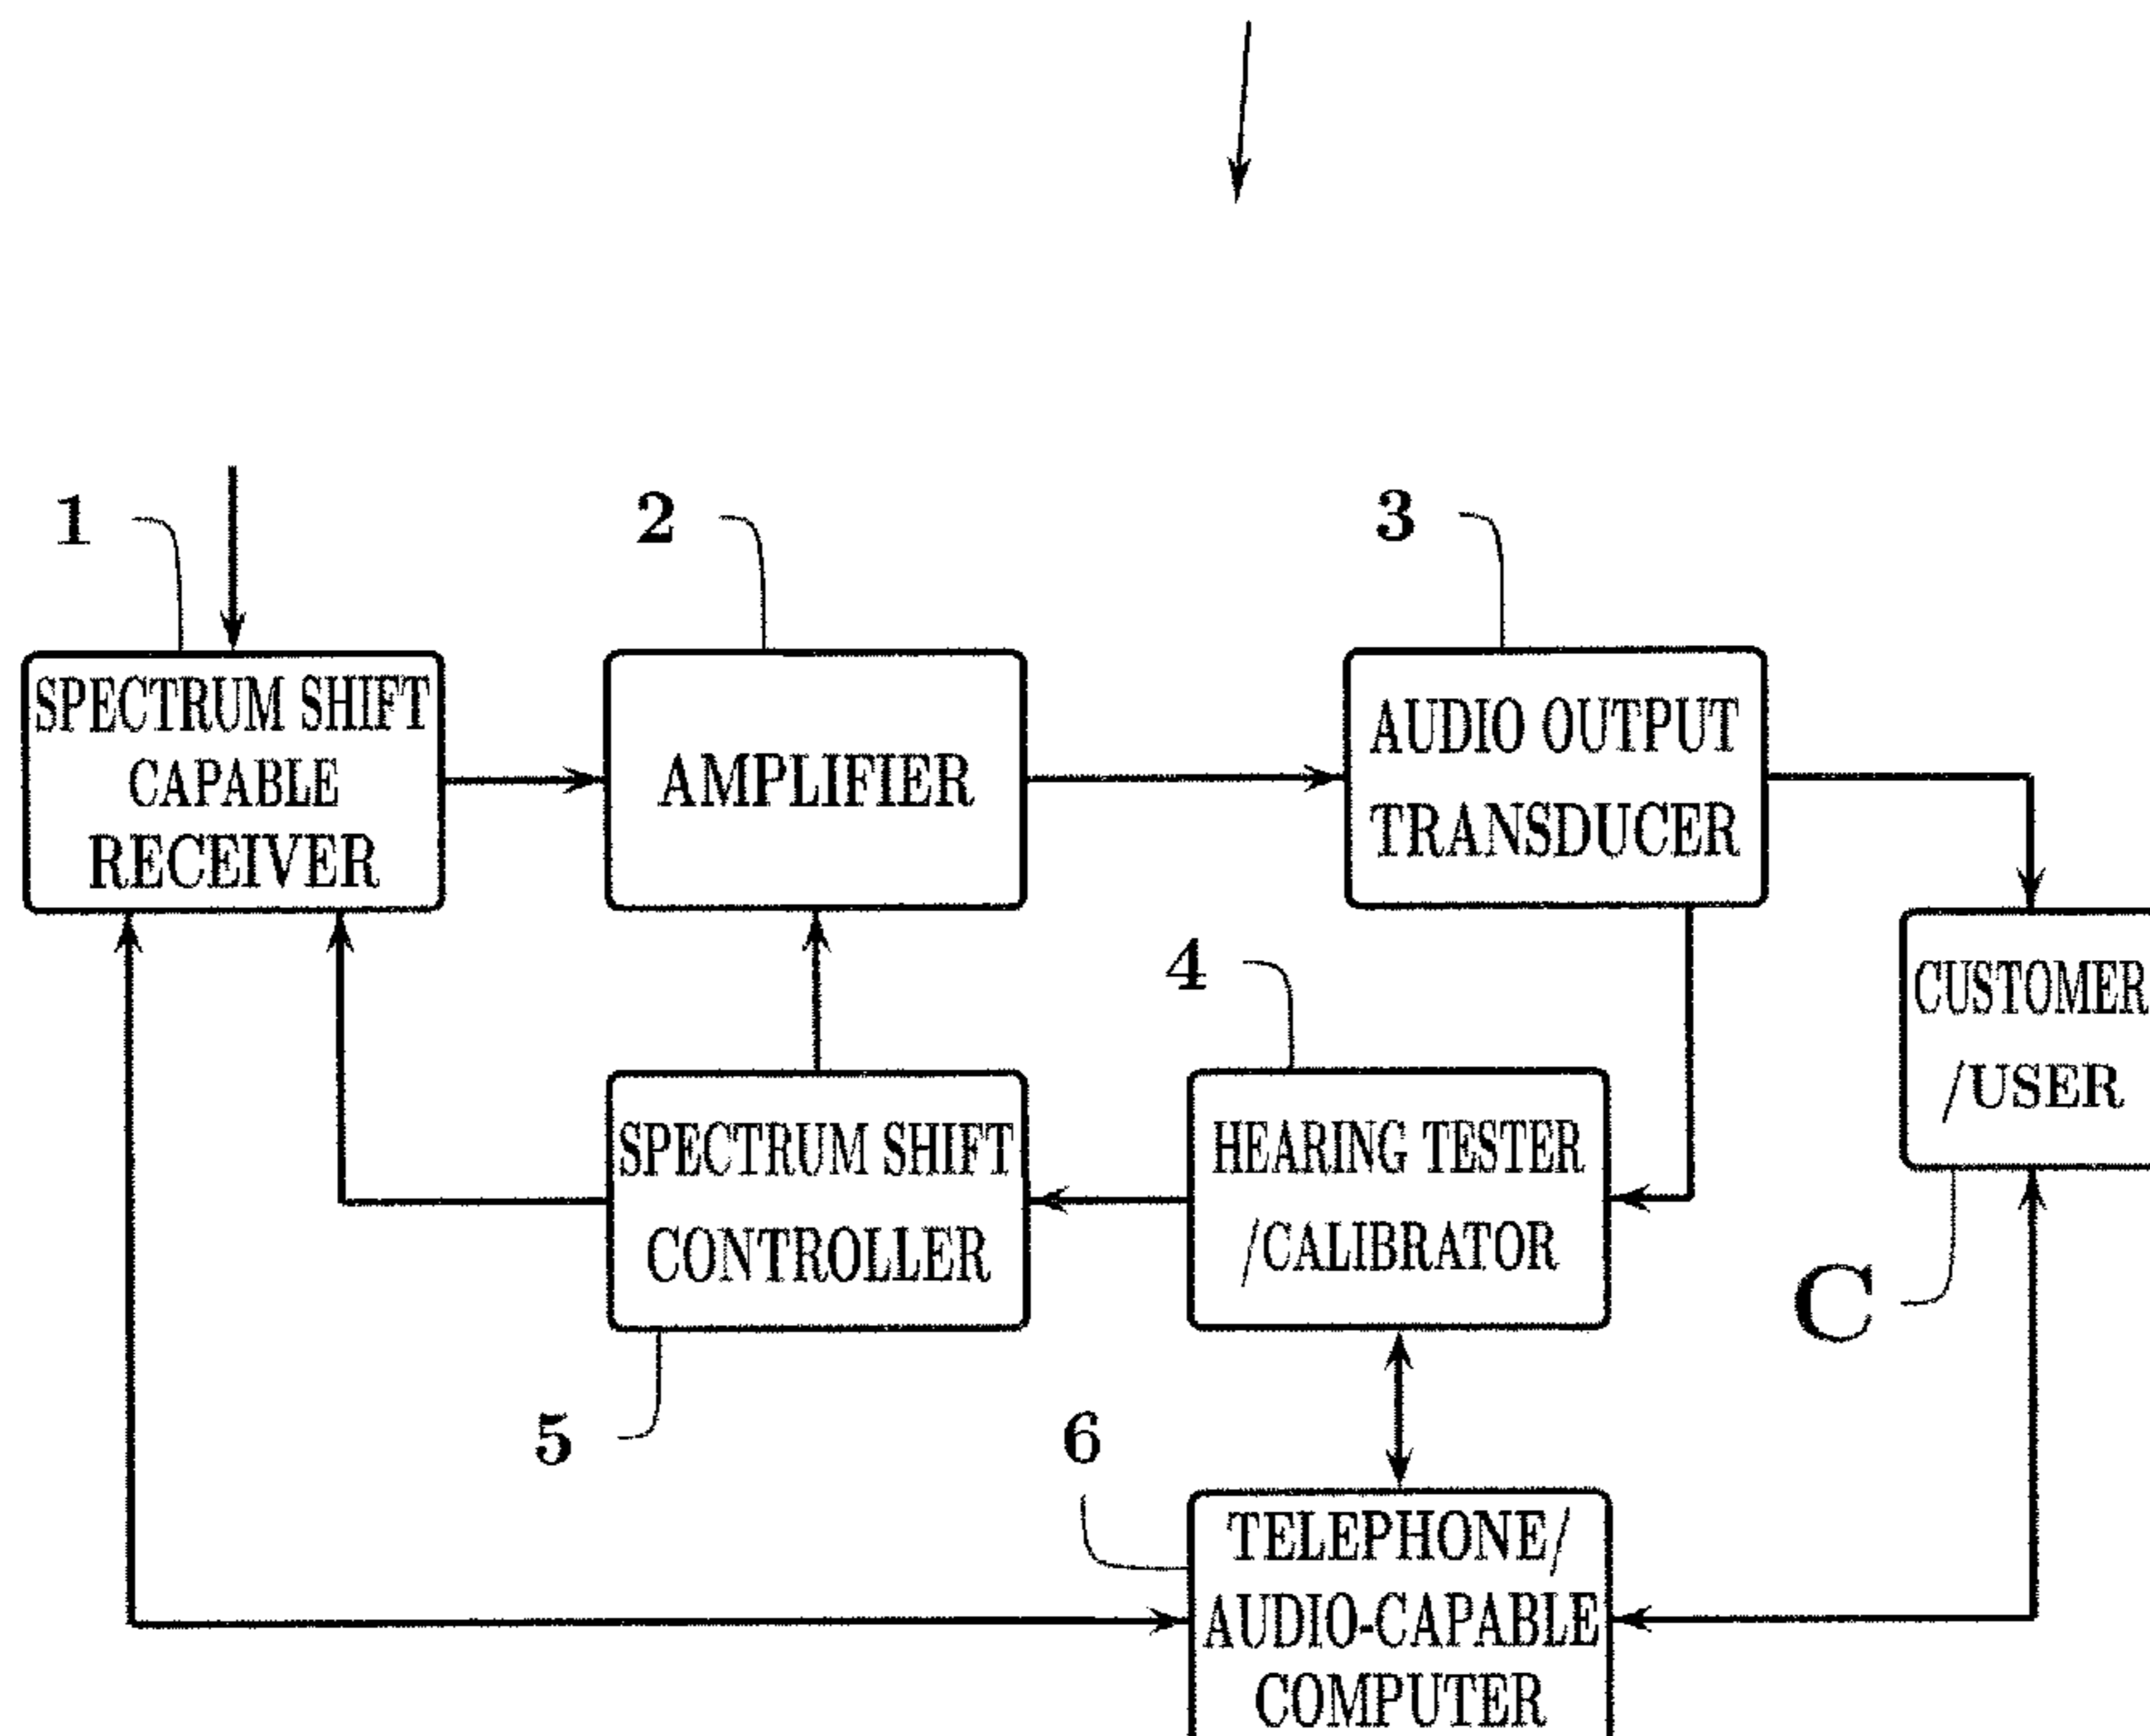 1
2
3
SPECTRUM SHIFT
CAPABLE
RECEIVER
AMPLIFIER
AUDIO OUTPUT
TRANSDUCER
4
CUSTOMER
/USER
SPECTRUM SHIFT
CONTROLLER
HEARING TESTER
/CALIBRATOR
C
5
6
TELEPHONE/
AUDIO-CAPABLE
COMPUTER